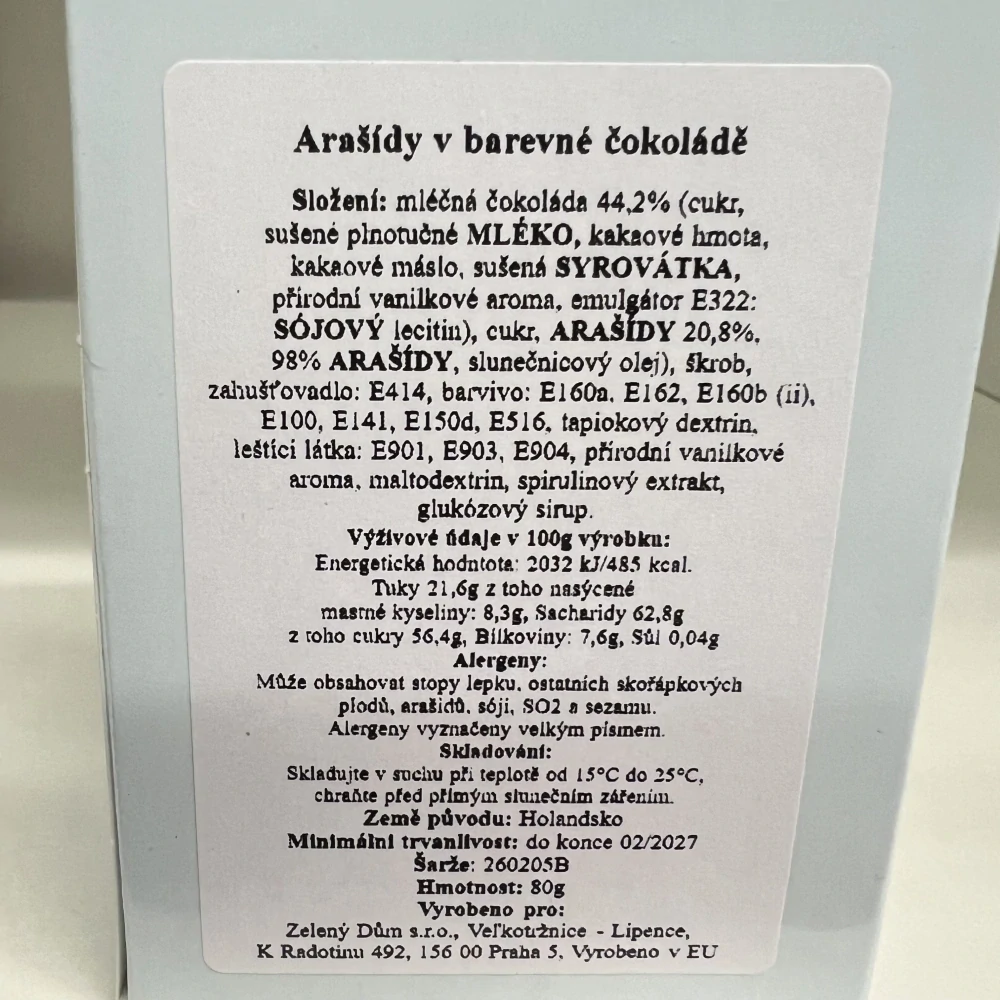 Arašídy v barevné čokoládě
Složení: mléčná čokoláda 44,2% (cukr,
sušené plnotučné MLÉKO, kakaové hmota,
kakaové máslo, sušená SYROVÁTKA,
přírodní vanilkové aroma, emulgátor E322:
SÓJOVÝ lecitin), cukr, ARAŠÍDY 20,8%,
98% ARAŠÍDY, slunečnicový olej), škrob,
zahušťovadlo: E414, barvivo: E160a, E162, E160b (ii),
E100, E141, E150d, E516, tapiokový dextrin,
leštící látka: E901, E903, E904, přírodní vanilkové
aroma, maltodextrin, spirulinový extrakt,
glukózový sirup.
Výživové údaje v 100g výrobku:
Energetická hodntota: 2032 kJ/485 kcal.
Tuky 21,6g z toho nasýcené
mastné kyseliny: 8,3g, Sacharidy 62,8g
z toho cukry 56,4g, Bílkoviny: 7,6g, Sůl 0,04g
Alergeny:
Může obsahovat stopy lepku, ostatních skořápkových
plodů, arašidů, sóji, SO2 a sezamu.
Alergeny vyznačeny velkým písmem.
Skladování:
Skladujte v suchu při teplotě od 15°C do 25°C,
chraňte před přímým slunečním zářením.
Země původu: Holandsko
Minimální trvanlivost: do konce 02/2027
Šarže: 260205B
Hmotnost: 80g
Vyrobeno pro:
Zelený Dům s.r.o., Veľkotržnice - Lipence,
K Radotínu 492, 156 00 Praha 5, Vyrobeno v EU